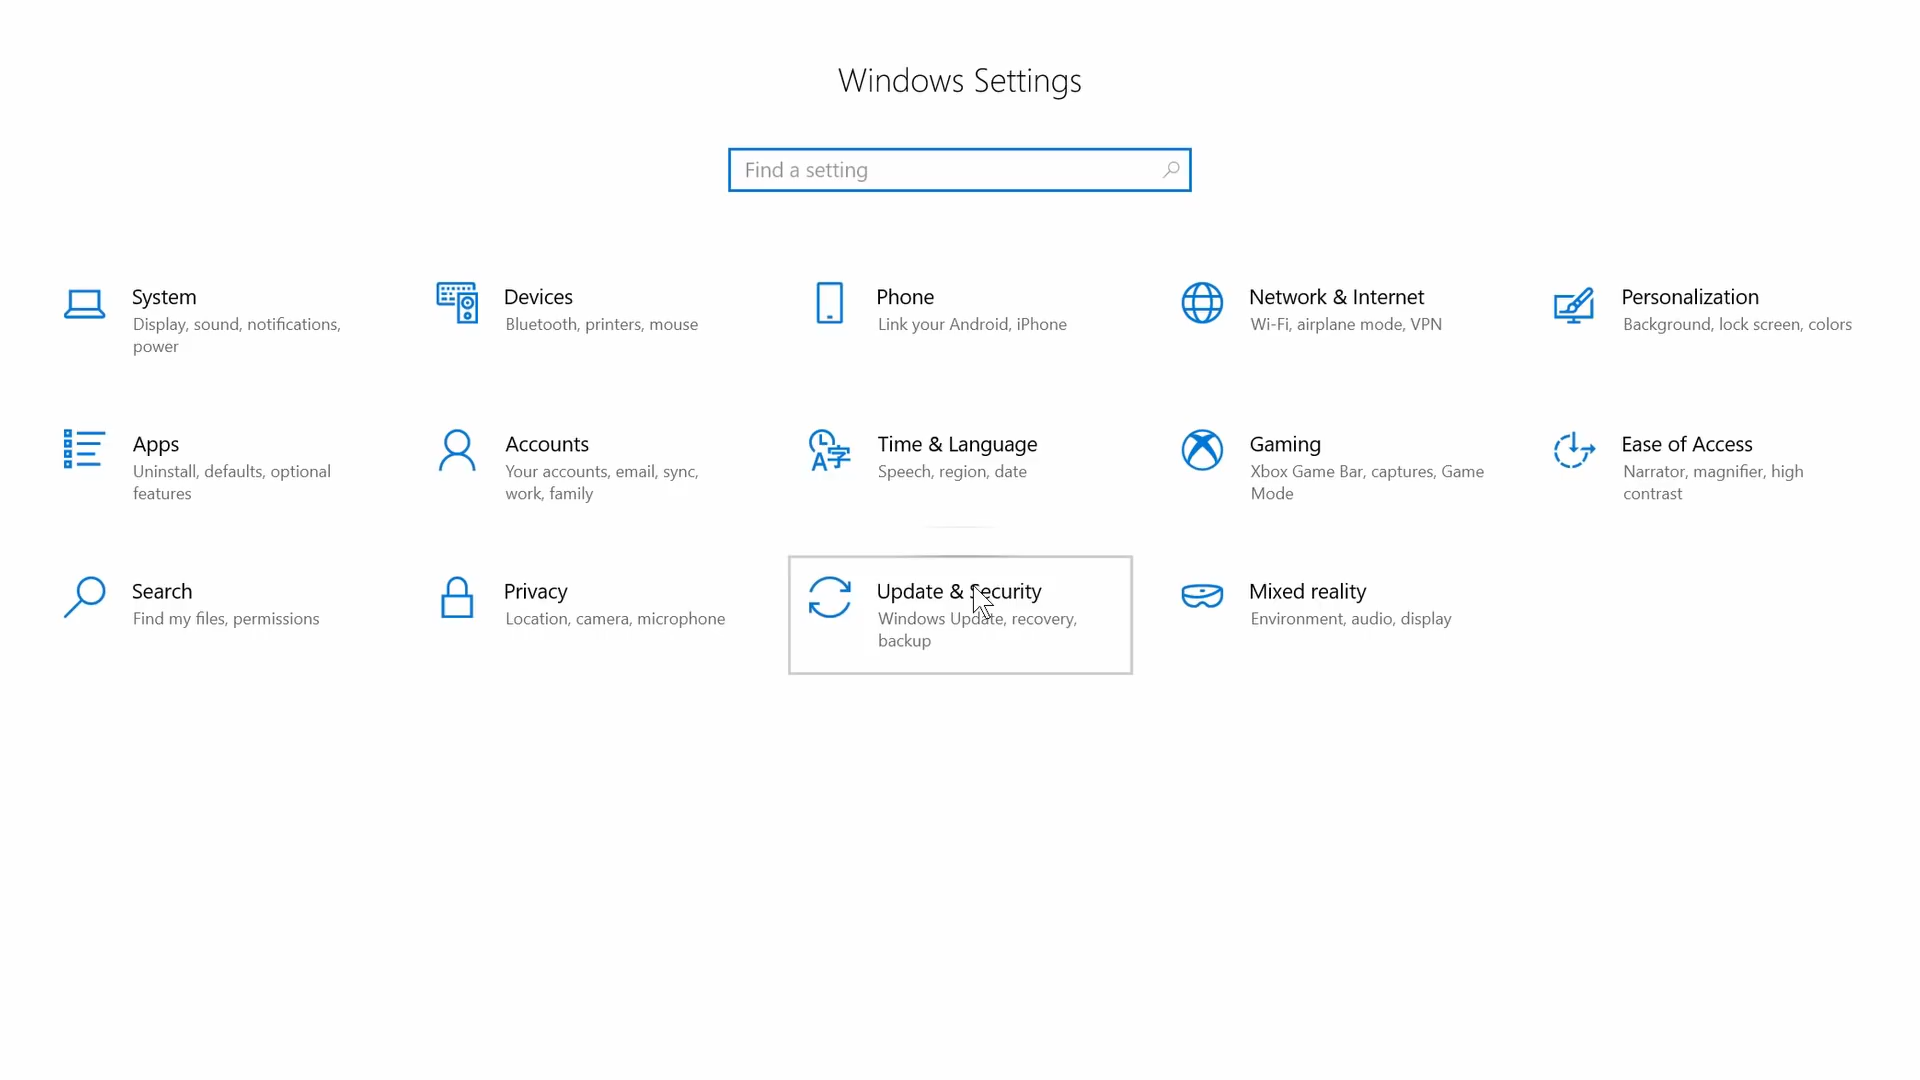 Windows Settings
Find a setting
System
Display, sound, notifications,
power
Devices
Bluetooth, printers, mouse
Phone
Link your Android, iPhone
Network & Internet
Wi-Fi, airplane mode, VPN
Personalization
Background, lock screen, colors
Apps
Uninstall, defaults, optional
features
Accounts
Your accounts, email, sync,
work, family
Time & Language
Speech, region, date
Gaming
Xbox Game Bar, captures, Game
Mode
Ease of Access
Narrator, magnifier, high
contrast
Search
Find my files, permissions
Privacy
Location, camera, microphone
Update & Security
Windows Update, recovery,
backup
Mixed reality
Environment, audio, display